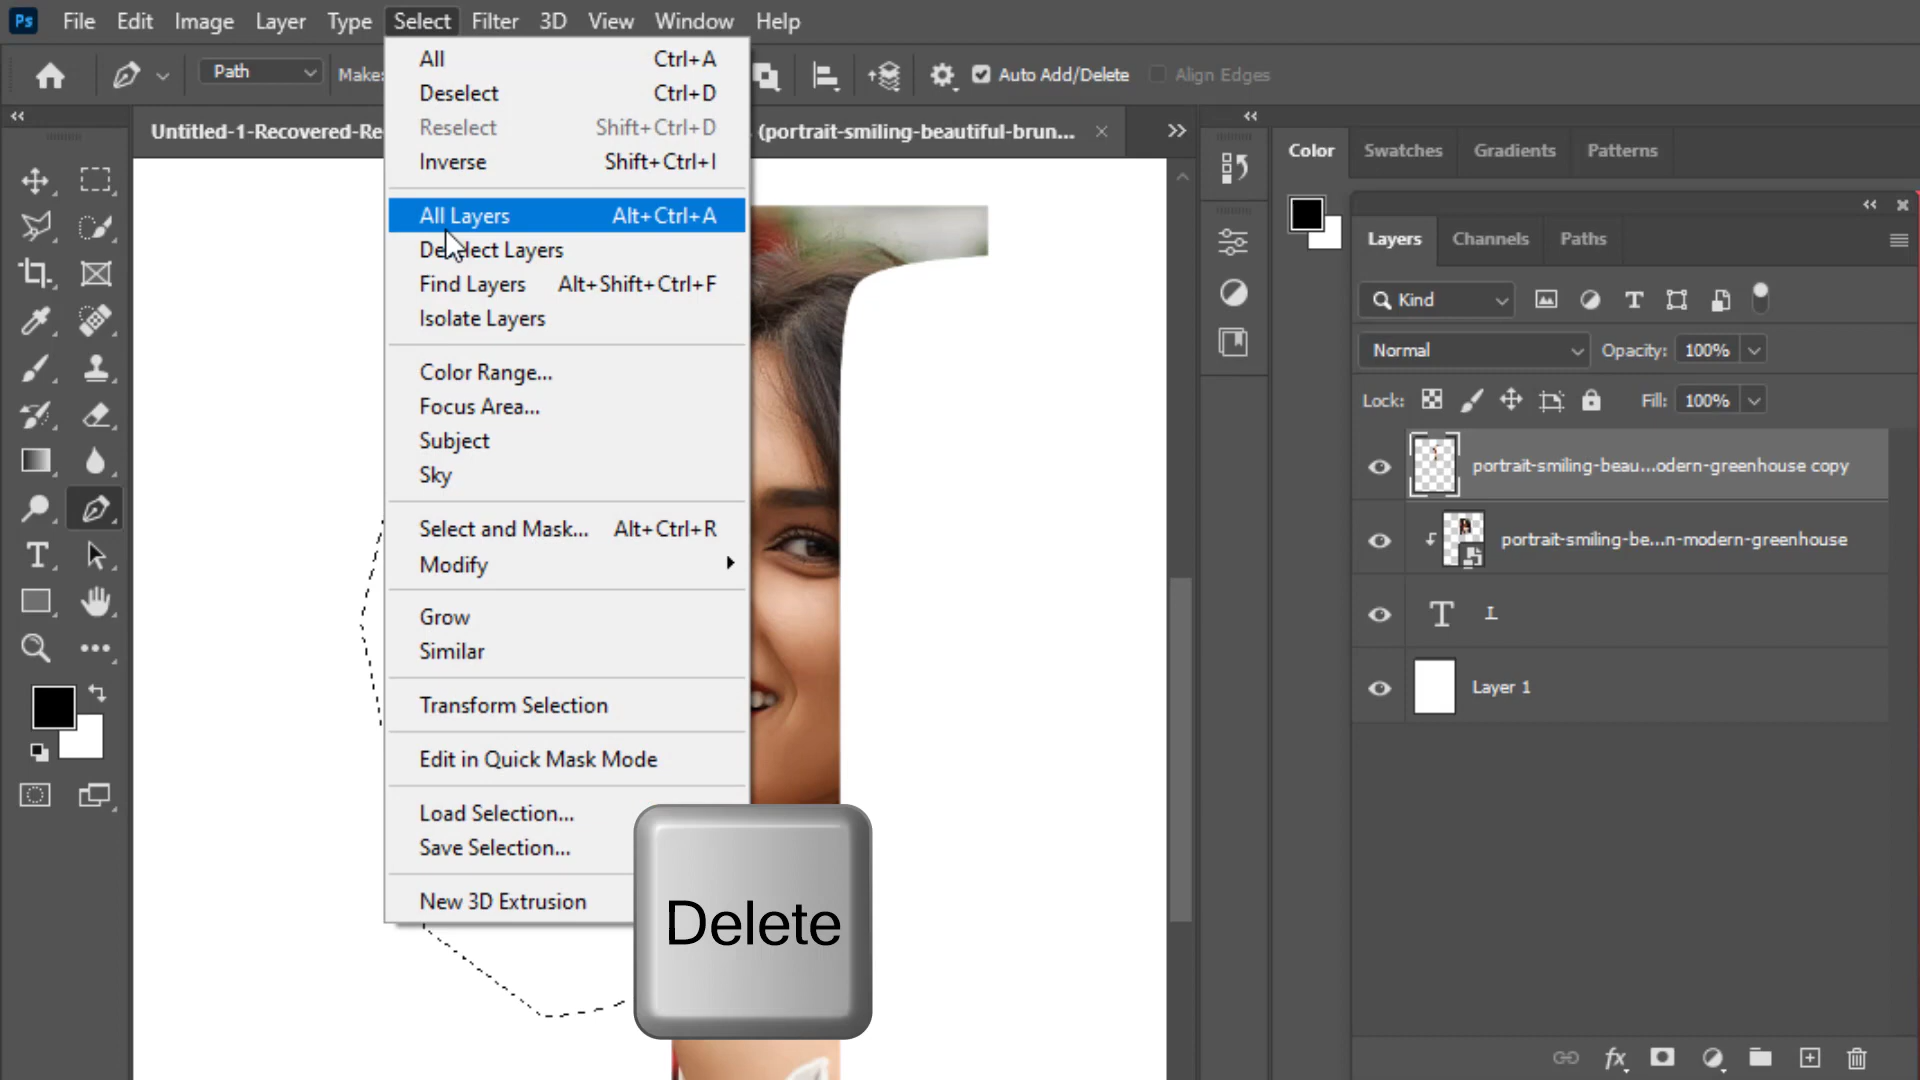 Ps File Edit Image Layer Type Select Filter 3D View Window Help
Path Make: Auto Add/Delete Align Edges
Untitled-1-Recovered-Re (portrait-smiling-beautiful-brun...
All Ctrl+A
Deselect Ctrl+D
Reselect Shift+Ctrl+D
Inverse Shift+Ctrl+I
All Layers Alt+Ctrl+A
Deselect Layers
Find Layers Alt+Shift+Ctrl+F
Isolate Layers
Color Range...
Focus Area...
Subject
Sky
Select and Mask... Alt+Ctrl+R
Modify
Grow
Similar
Transform Selection
Edit in Quick Mask Mode
Load Selection...
Save Selection...
New 3D Extrusion
Delete
Color Swatches Gradients Patterns
Layers Channels Paths
Kind
Normal Opacity: 100%
Lock: Fill: 100%
portrait-smiling-beau...odern-greenhouse copy
portrait-smiling-be...n-modern-greenhouse
I
Layer 1
fx